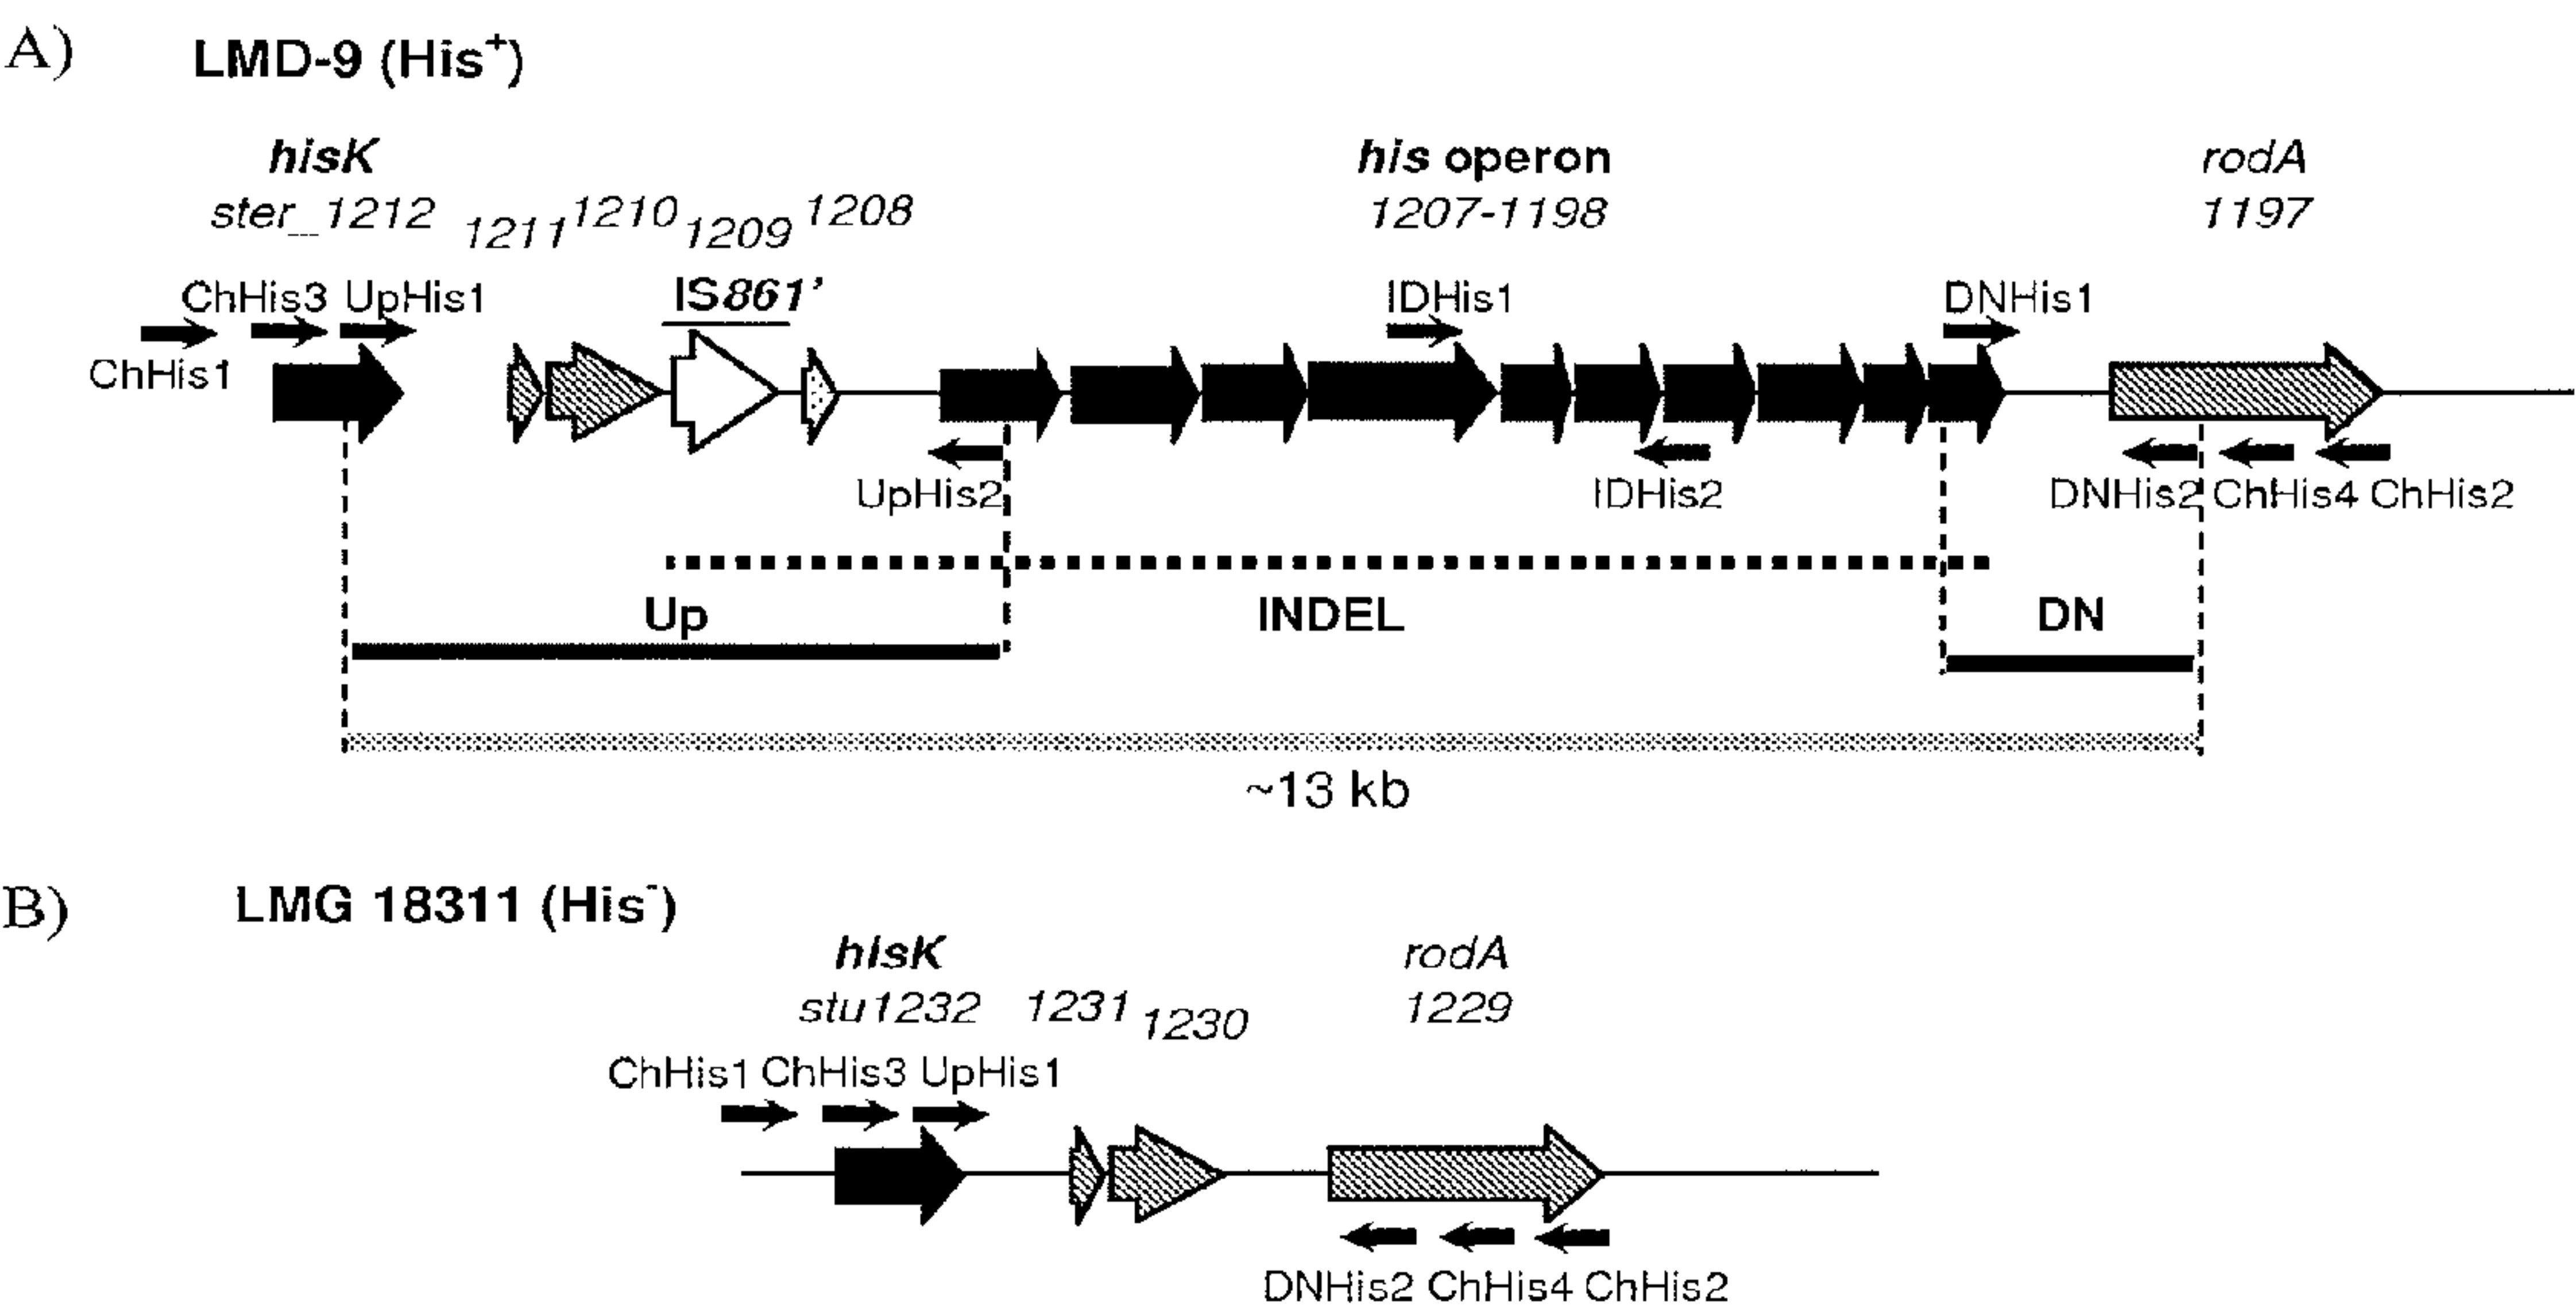 A) LMD-9 (His⁺)
hisK his operon rodA
ster_1212 1211 1210 1209 1208 1207-1198 1197
ChHis3 UpHis1 IS861’ IDHis1 DNHis1
ChHis1
UpHis2 IDHis2 DNHis2 ChHis4 ChHis2
Up INDEL DN
~13 kb
B) LMG 18311 (His⁻)
hisK rodA
stu1232 1231 1230 1229
ChHis1 ChHis3 UpHis1
DNHis2 ChHis4 ChHis2